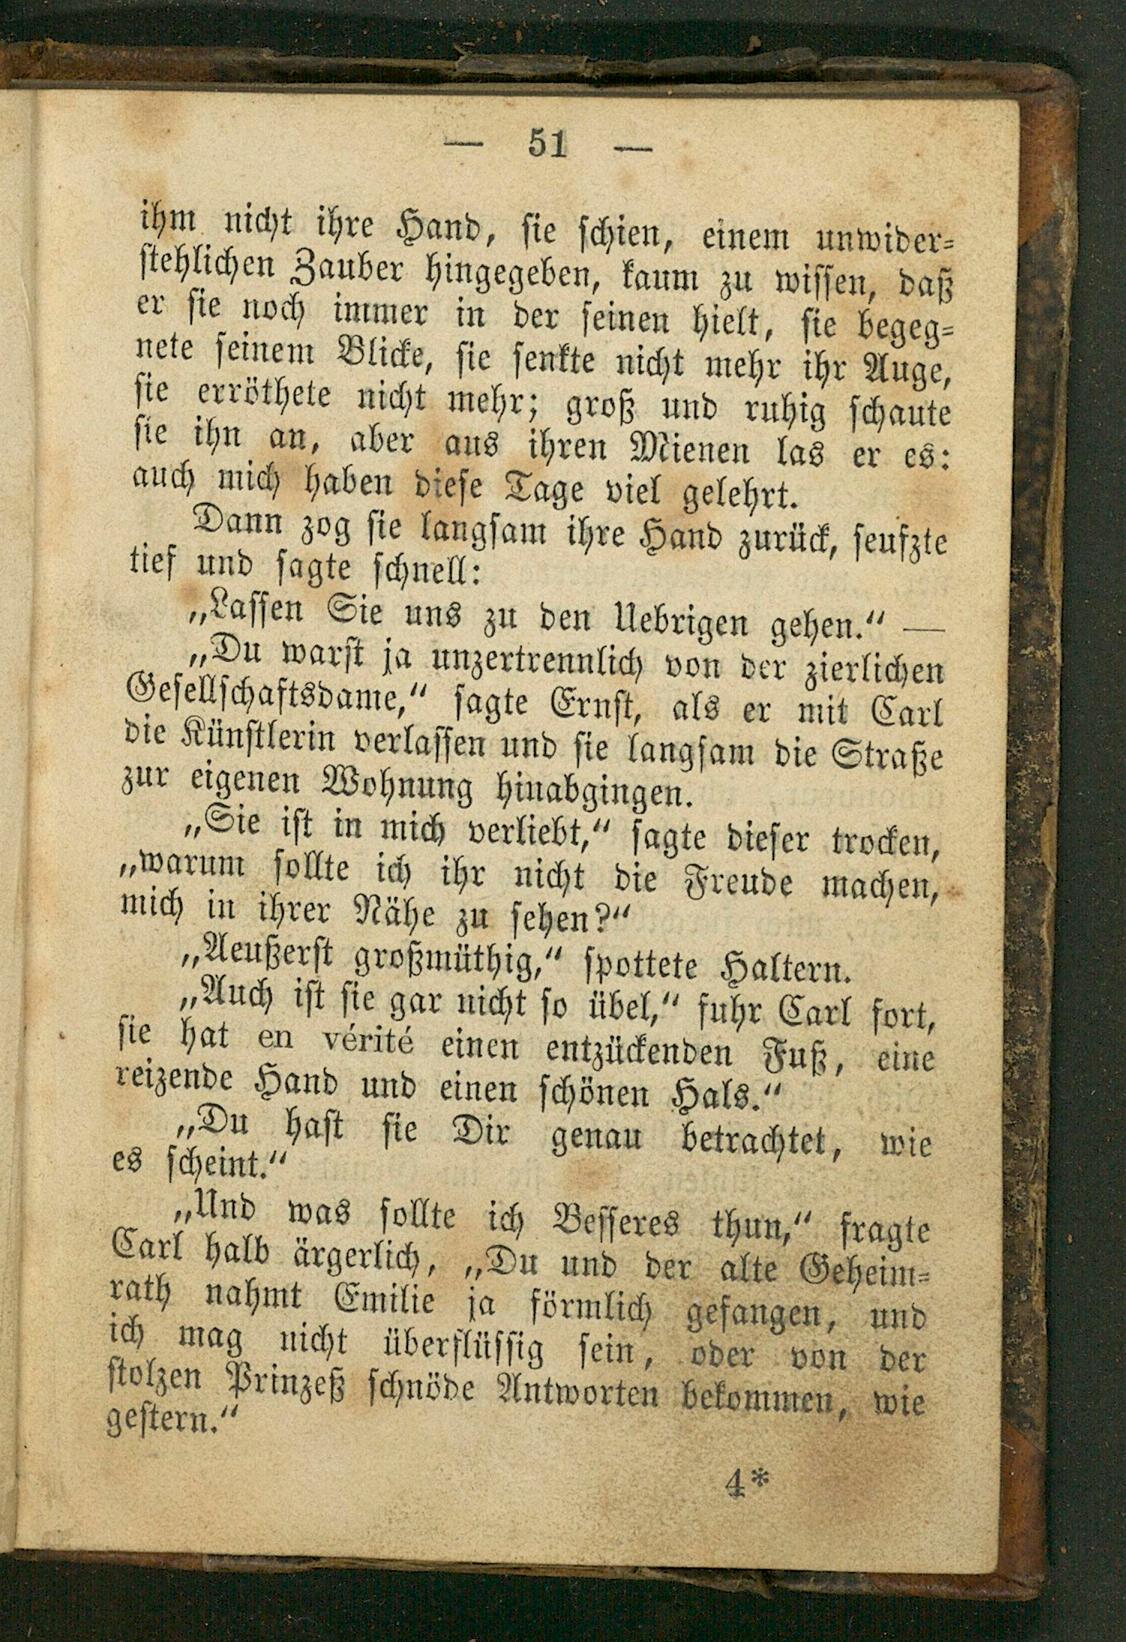 — 51 —
ihm nicht ihre Hand, sie schien, einem unwider=
stehlichen Zauber hingegeben, kaum zu wissen, daß
er sie noch immer in der seinen hielt, sie begeg=
nete seinem Blicke, sie senkte nicht mehr ihr Auge,
sie erröthete nicht mehr; groß und ruhig schaute
sie ihn an, aber aus ihren Mienen las er es:
auch mich haben diese Tage viel gelehrt.
Dann zog sie langsam ihre Hand zurück, seufzte
tief und sagte schnell:
„Lassen Sie uns zu den Uebrigen gehen.“ —
„Du warst ja unzertrennlich von der zierlichen
Gesellschaftsdame,“ sagte Ernst, als er mit Carl
die Künstlerin verlassen und sie langsam die Straße
zur eigenen Wohnung hinabgingen.
„Sie ist in mich verliebt,“ sagte dieser trocken,
„warum sollte ich ihr nicht die Freude machen,
mich in ihrer Nähe zu sehen?“
„Aeußerst großmüthig,“ spottete Haltern.
„Auch ist sie gar nicht so übel,“ fuhr Carl fort,
sie hat en vérité einen entzückenden Fuß, eine
reizende Hand und einen schönen Hals.“
„Du hast sie Dir genau betrachtet, wie
es scheint.“
„Und was sollte ich Besseres thun,“ fragte
Carl halb ärgerlich, „Du und der alte Geheim=
rath nahmt Emilie ja förmlich gefangen, und
ich mag nicht überflüssig sein, oder von der
stolzen Prinzeß schnöde Antworten bekommen, wie
gestern.“
4*